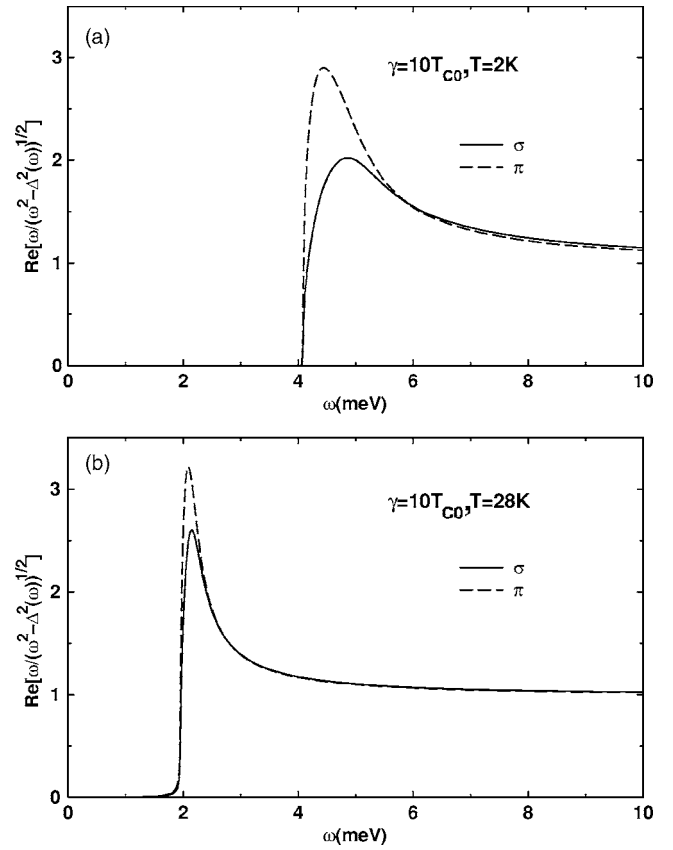 (a)
γ=10T_C0,T=2K
σ
π
Re[ω/(ω²−Δ²(ω))^1/2]
3
2
1
0
0 2 4 6 8 10
ω(meV)
(b)
γ=10T_C0,T=28K
σ
π
Re[ω/(ω²−Δ²(ω))^1/2]
3
2
1
0
0 2 4 6 8 10
ω(meV)